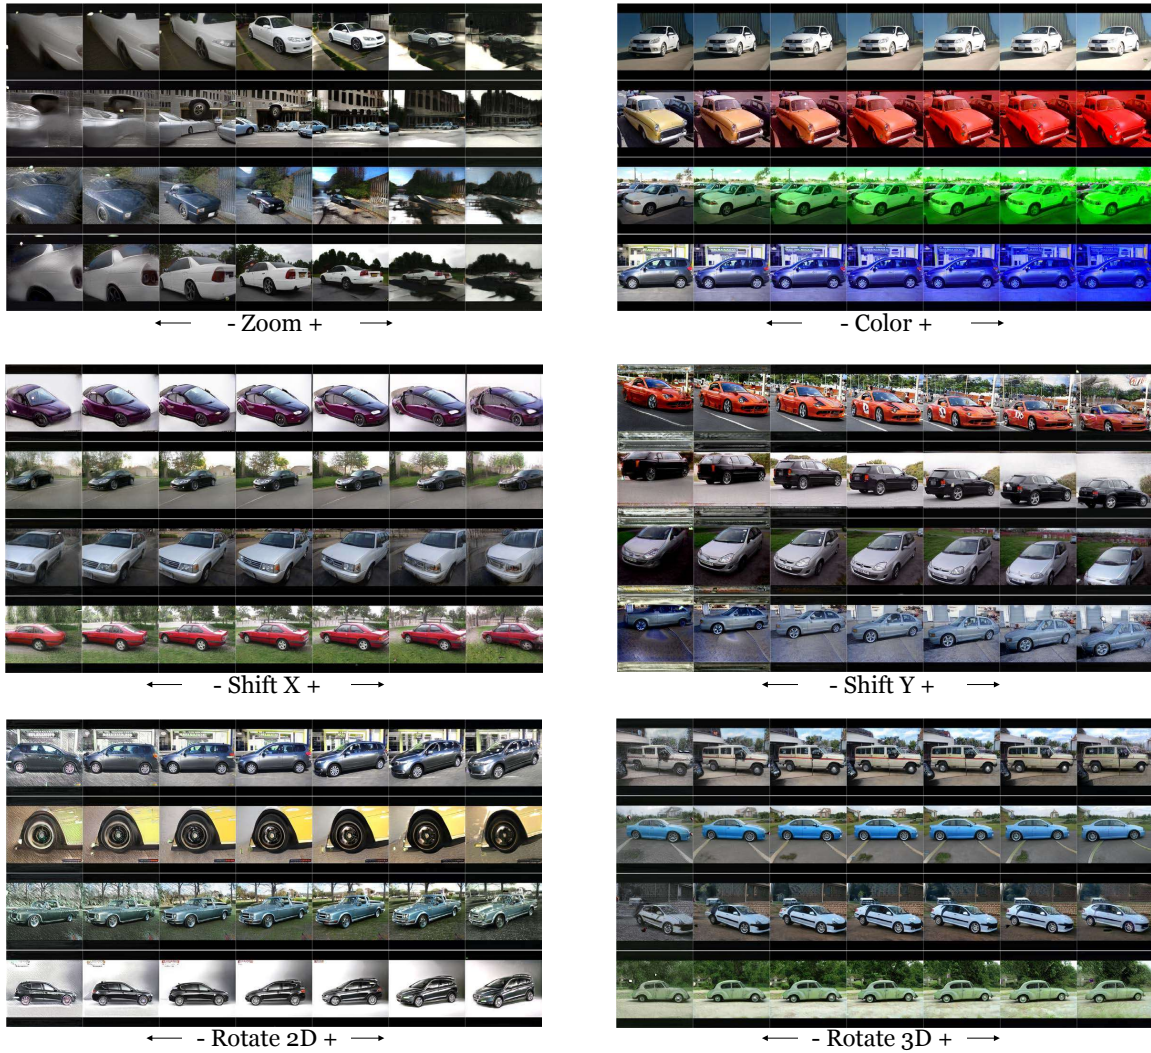 - Zoom +
- Color +
- Shift X +
- Shift Y +
- Rotate 2D +
- Rotate 3D +